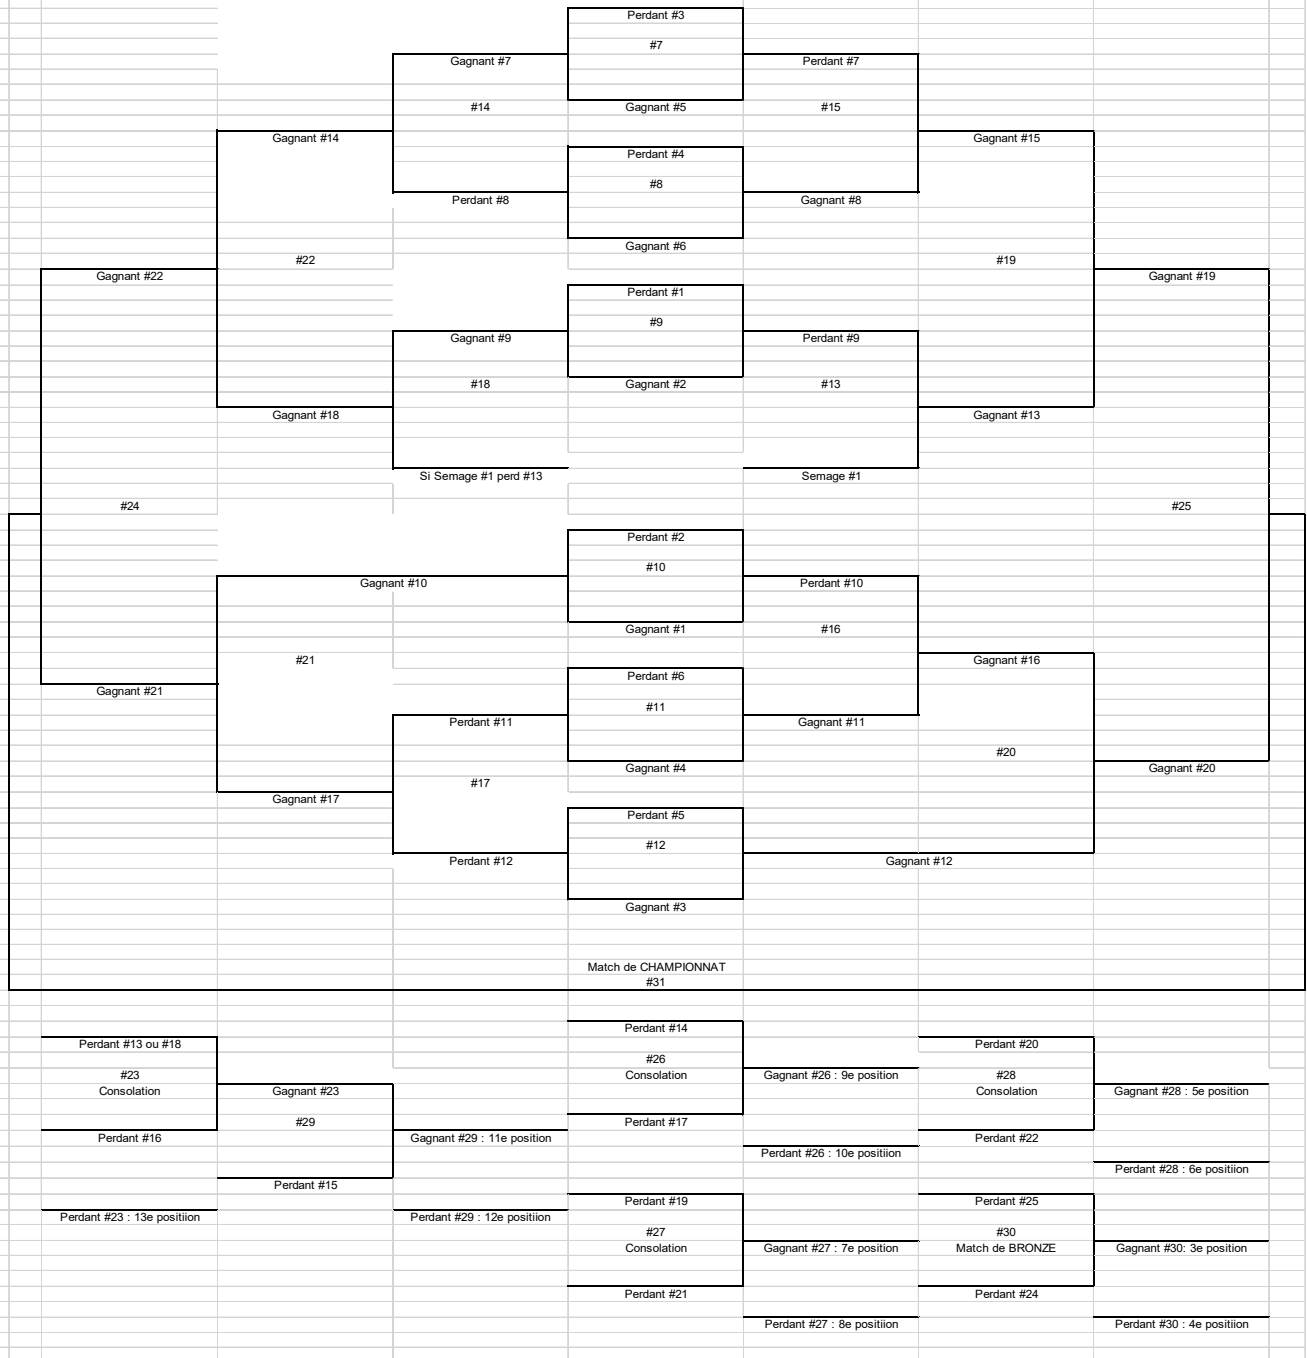 Perdant #3
#7
Gagnant #7
Perdant #7
#14
Gagnant #5
#15
Gagnant #14
Gagnant #15
Perdant #4
#8
Perdant #8
Gagnant #8
Gagnant #6
#22
#19
Gagnant #22
Gagnant #19
Perdant #1
#9
Gagnant #9
Perdant #9
#18
Gagnant #2
#13
Gagnant #18
Gagnant #13
Si Semage #1 perd #13
Semage #1
#24
#25
Perdant #2
#10
Gagnant #10
Perdant #10
Gagnant #1
#16
#21
Gagnant #16
Perdant #6
Gagnant #21
#11
Perdant #11
Gagnant #11
#20
Gagnant #4
Gagnant #20
#17
Gagnant #17
Perdant #5
#12
Perdant #12
Gagnant #12
Gagnant #3
Match de CHAMPIONNAT
#31
Perdant #14
Perdant #13 ou #18
Perdant #20
#26
#23
Consolation
Gagnant #26 : 9e position
#28
Consolation
Gagnant #23
Consolation
Gagnant #28 : 5e position
#29
Perdant #17
Perdant #16
Gagnant #29 : 11e position
Perdant #22
Perdant #26 : 10e positiion
Perdant #28 : 6e positiion
Perdant #15
Perdant #19
Perdant #25
Perdant #23 : 13e positiion
Perdant #29 : 12e positiion
#27
#30
Consolation
Gagnant #27 : 7e position
Match de BRONZE
Gagnant #30: 3e position
Perdant #21
Perdant #24
Perdant #27 : 8e positiion
Perdant #30 : 4e positiion